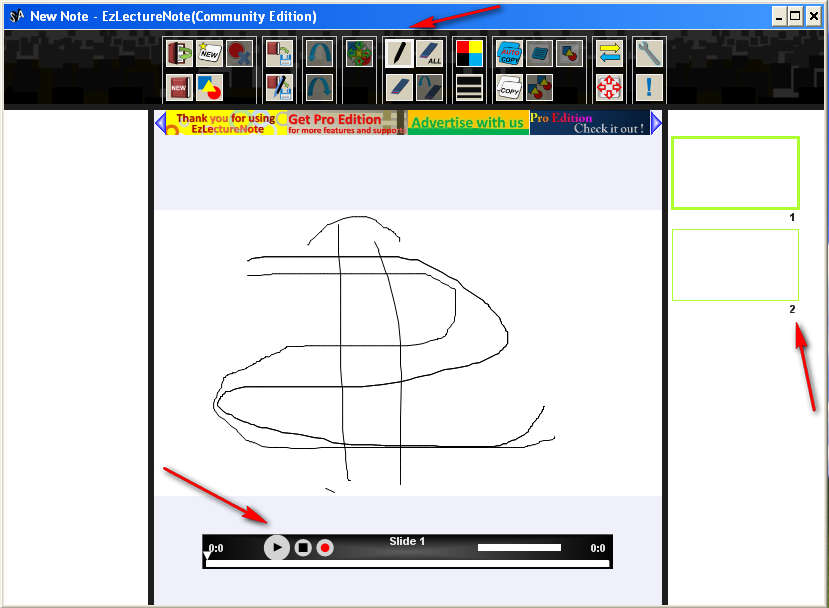 New Note - EzLectureNote(Community Edition)
NEW
ALL
AUTO COPY
NEW
COPY
Thank you for using
EzLectureNote
Get Pro Edition
for more features and support
Advertise with us
Pro Edition
Check it out !
1
2
Slide 1
0:0
0:0